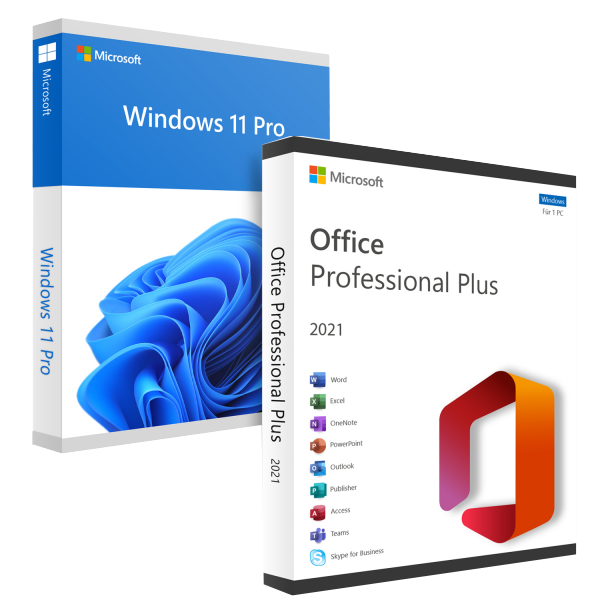 Microsoft
Microsoft
Windows 11 Pro
Windows 11 Pro
Microsoft
Windows
Für 1 PC
Office
Professional Plus
2021
Office Professional Plus 2021
Word
Excel
OneNote
PowerPoint
Outlook
Publisher
Access
Teams
Skype for Business